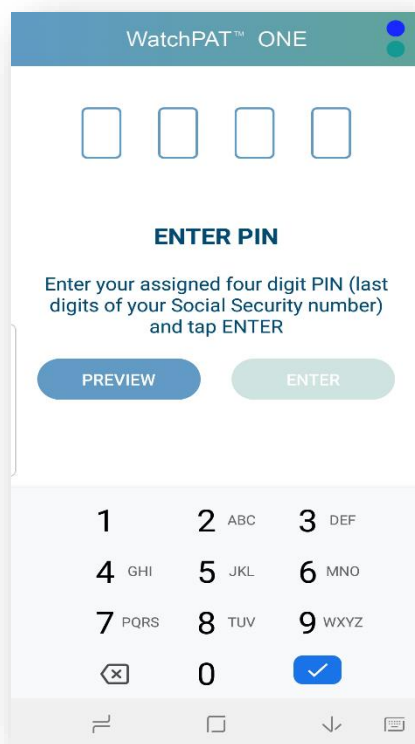 WatchPAT™ ONE
ENTER PIN
Enter your assigned four digit PIN (last
digits of your Social Security number)
and tap ENTER
PREVIEW ENTER
1 2 ABC 3 DEF
4 GHI 5 JKL 6 MNO
7 PQRS 8 TUV 9 WXYZ
0